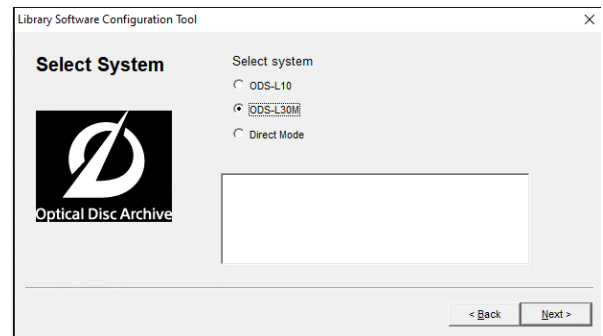 Library Software Configuration Tool
Select System
Select system
ODS-L10
ODS-L30M
Direct Mode
Optical Disc Archive
< Back
Next >